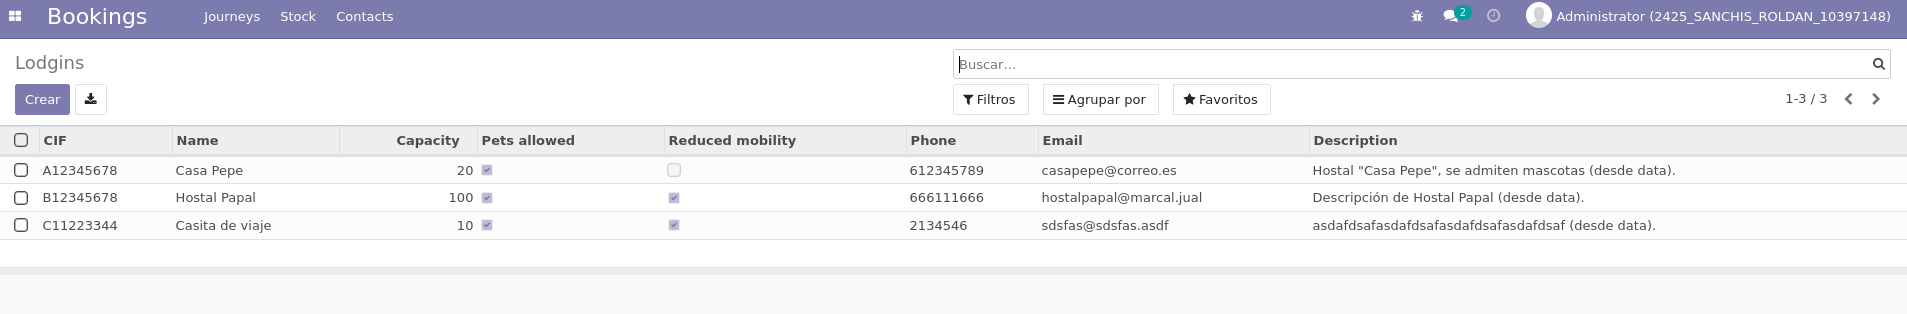 Bookings Journeys Stock Contacts 2 Administrator (2425_SANCHIS_ROLDAN_10397148)
Lodgins Buscar...
Crear Filtros Agrupar por Favoritos 1-3 / 3
CIF Name Capacity Pets allowed Reduced mobility Phone Email Description
A12345678 Casa Pepe 20 612345789 casapepe@correo.es Hostal "Casa Pepe", se admiten mascotas (desde data).
B12345678 Hostal Papal 100 666111666 hostalpapal@marcal.jual Descripción de Hostal Papal (desde data).
C11223344 Casita de viaje 10 2134546 sdsfas@sdsfas.asdf asdafdsafasdafdsafasdafdsafasdafdsaf (desde data).